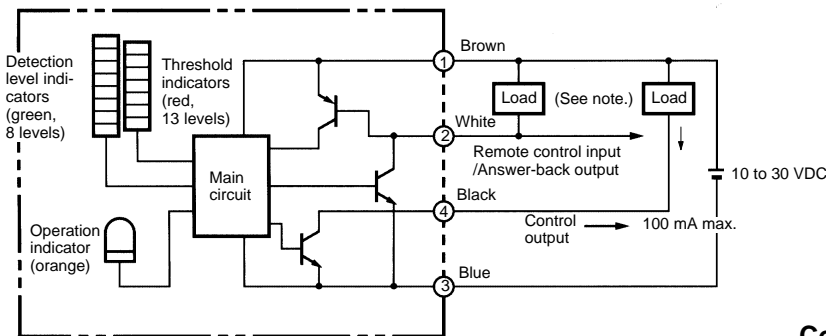 Detection
level indi-
cators
(green,
8 levels)
Threshold
indicators
(red,
13 levels)
Operation
indicator
(orange)
Main
circuit
1
Brown
2
White
4
Black
3
Blue
Load
(See note.)
Load
Remote control input
/Answer-back output
Control
output
100 mA max.
10 to 30 VDC